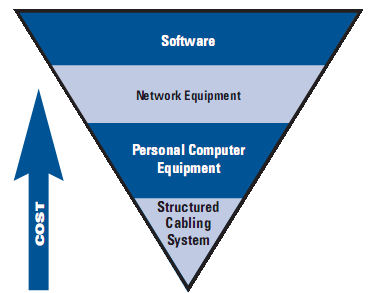 Software
Network Equipment
Personal Computer
Equipment
Structured
Cabling
System
COST